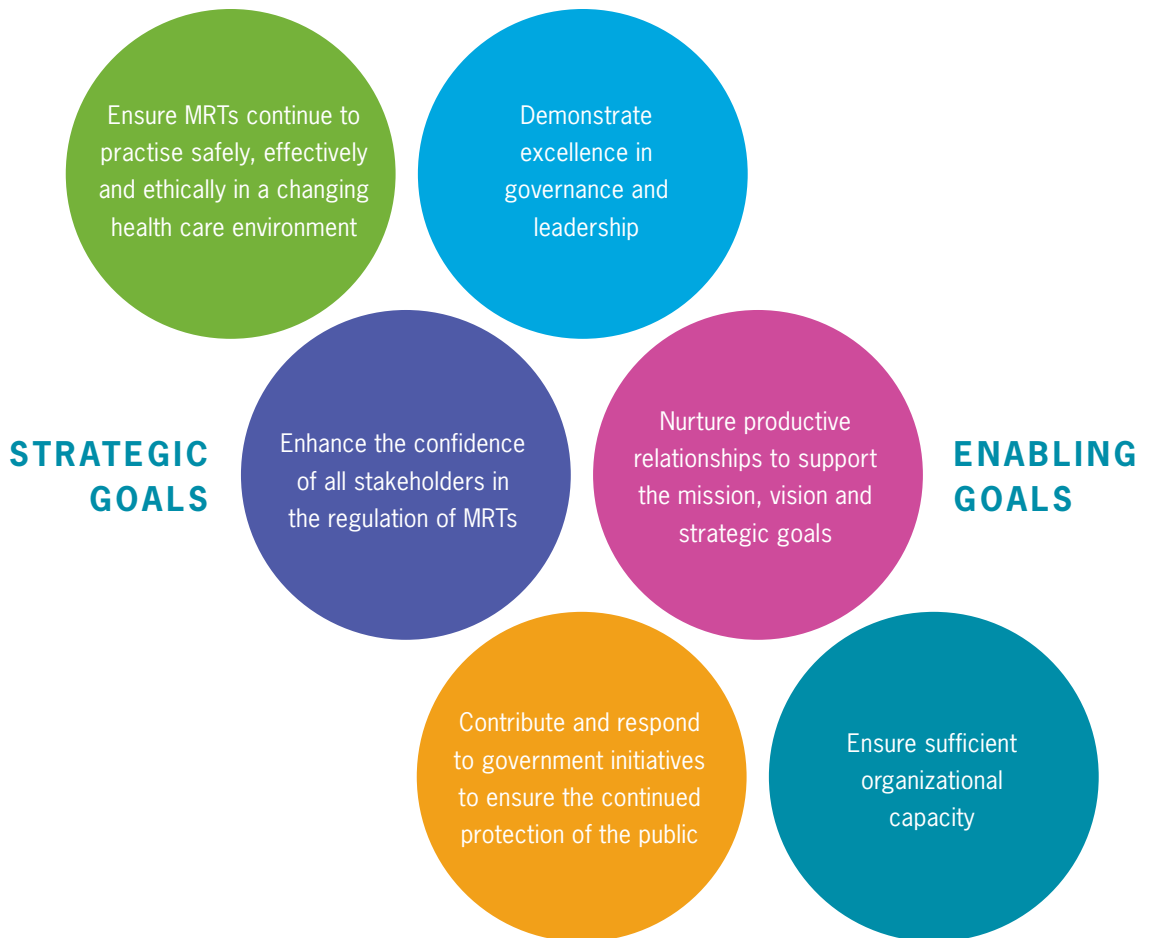 Ensure MRTs continue to
practise safely, effectively
and ethically in a changing
health care environment
Demonstrate
excellence in
governance and
leadership
STRATEGIC
GOALS
Enhance the confidence
of all stakeholders in
the regulation of MRTs
Nurture productive
relationships to support
the mission, vision and
strategic goals
ENABLING
GOALS
Contribute and respond
to government initiatives
to ensure the continued
protection of the public
Ensure sufficient
organizational
capacity